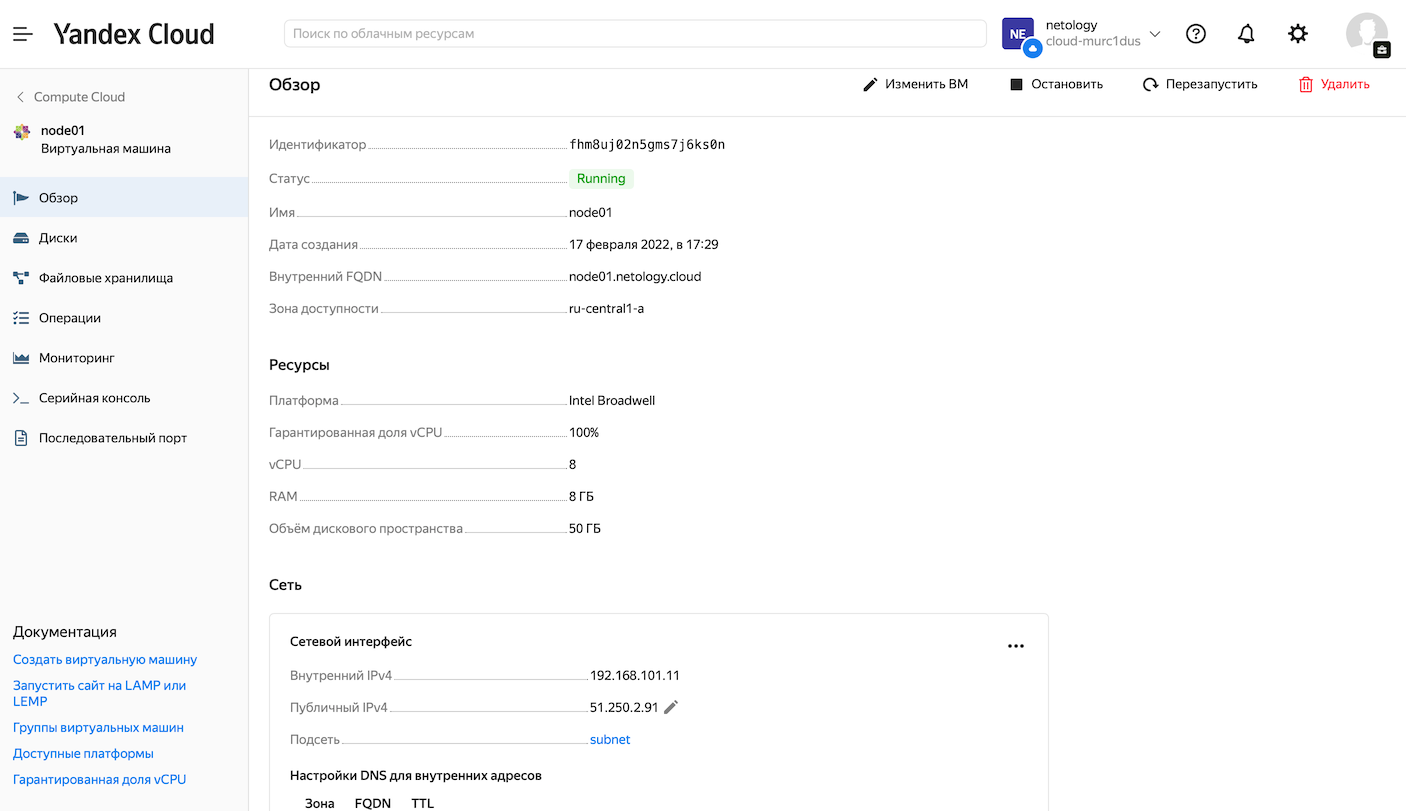 Yandex Cloud
Поиск по облачным ресурсам
NE
netology
cloud-murc1dus
Compute Cloud
node01
Виртуальная машина
Обзор
Диски
Файловые хранилища
Операции
Мониторинг
Серийная консоль
Последовательный порт
Документация
Создать виртуальную машину
Запустить сайт на LAMP или
LEMP
Группы виртуальных машин
Доступные платформы
Гарантированная доля vCPU
Обзор
Изменить ВМ
Остановить
Перезапустить
Удалить
Идентификатор fhm8uj02n5gms7j6ks0n
Статус Running
Имя node01
Дата создания 17 февраля 2022, в 17:29
Внутренний FQDN node01.netology.cloud
Зона доступности ru-central1-a
Ресурсы
Платформа Intel Broadwell
Гарантированная доля vCPU 100%
vCPU 8
RAM 8 ГБ
Объём дискового пространства 50 ГБ
Сеть
Сетевой интерфейс
Внутренний IPv4 192.168.101.11
Публичный IPv4 51.250.2.91
Подсеть subnet
Настройки DNS для внутренних адресов
Зона FQDN TTL